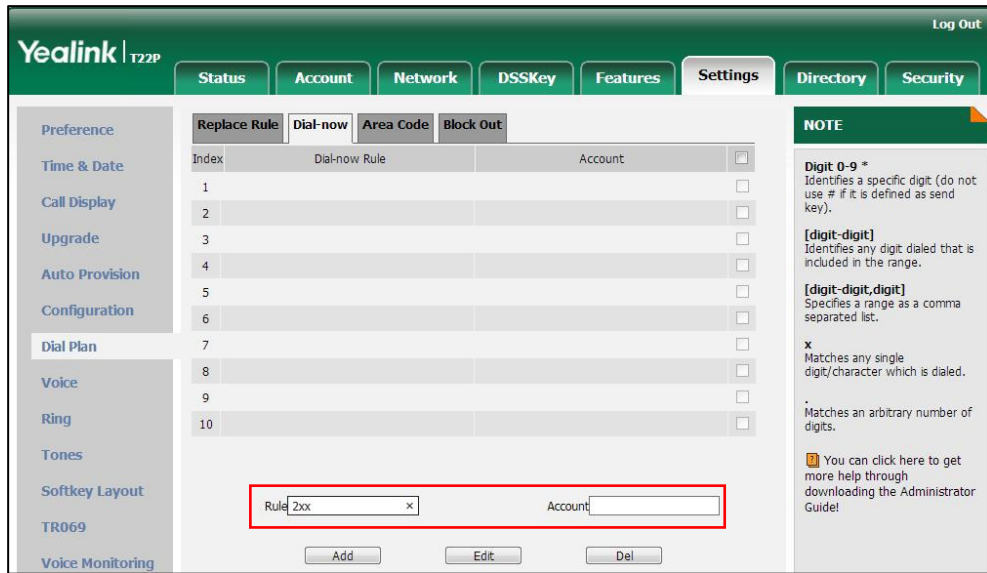 Log Out
Yealink | T22P
Status Account Network DSSKey Features Settings Directory Security
Preference
Time & Date
Call Display
Upgrade
Auto Provision
Configuration
Dial Plan
Voice
Ring
Tones
Softkey Layout
TR069
Voice Monitoring
Replace Rule Dial-now Area Code Block Out
Index Dial-now Rule Account
1
2
3
4
5
6
7
8
9
10
Rule 2xx × Account
Add Edit Del
NOTE
Digit 0-9 *
Identifies a specific digit (do not
use # if it is defined as send
key).
[digit-digit]
Identifies any digit dialed that is
included in the range.
[digit-digit,digit]
Specifies a range as a comma
separated list.
x
Matches any single
digit/character which is dialed.
.
Matches an arbitrary number of
digits.
? You can click here to get
more help through
downloading the Administrator
Guide!